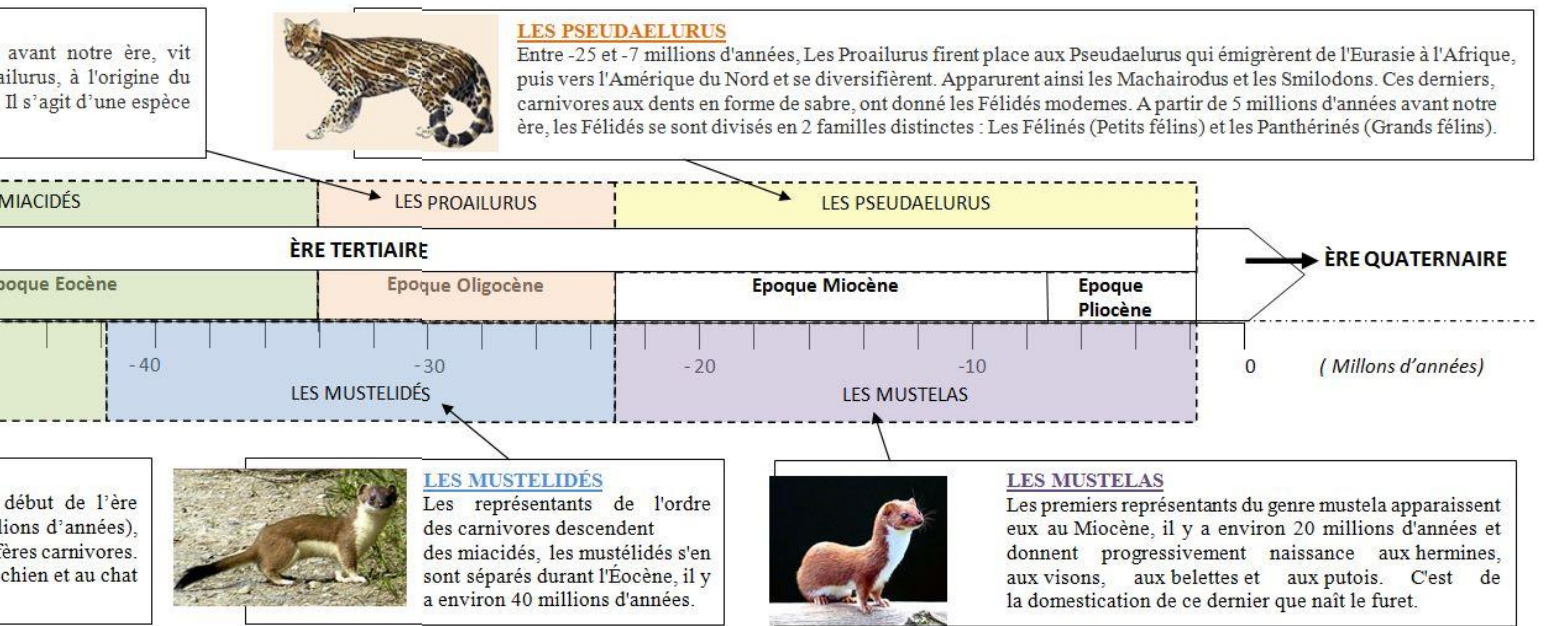 avant notre ère, vit
ailurus, à l'origine du
Il s'agit d'une espèce
LES PSEUDAELURUS
Entre -25 et -7 millions d'années, Les Proailurus firent place aux Pseudaelurus qui émigrèrent de l'Eurasie à l'Afrique,
puis vers l'Amérique du Nord et se diversifièrent. Apparurent ainsi les Machairodus et les Smilodons. Ces derniers,
carnivores aux dents en forme de sabre, ont donné les Félidés modernes. A partir de 5 millions d'années avant notre
ère, les Félidés se sont divisés en 2 familles distinctes : Les Félinés (Petits félins) et les Panthérinés (Grands félins).
MIACIDÉS
LES PROAILURUS
LES PSEUDAELURUS
ÈRE TERTIAIRE
ÈRE QUATERNAIRE
poque Eocène
Epoque Oligocène
Epoque Miocène
Epoque
Pliocène
-40
-30
-20
-10
0
( Millons d'années)
LES MUSTELIDÉS
LES MUSTELAS
début de l'ère
lions d'années),
fères carnivores.
chien et au chat
LES MUSTELIDÉS
Les représentants de l'ordre
des carnivores descendent
des miacidés, les mustélidés s'en
sont séparés durant l'Éocène, il y
a environ 40 millions d'années.
LES MUSTELAS
Les premiers représentants du genre mustela apparaissent
eux au Miocène, il y a environ 20 millions d'années et
donnent progressivement naissance aux hermines,
aux visons, aux belettes et aux putois. C'est de
la domestication de ce dernier que naît le furet.